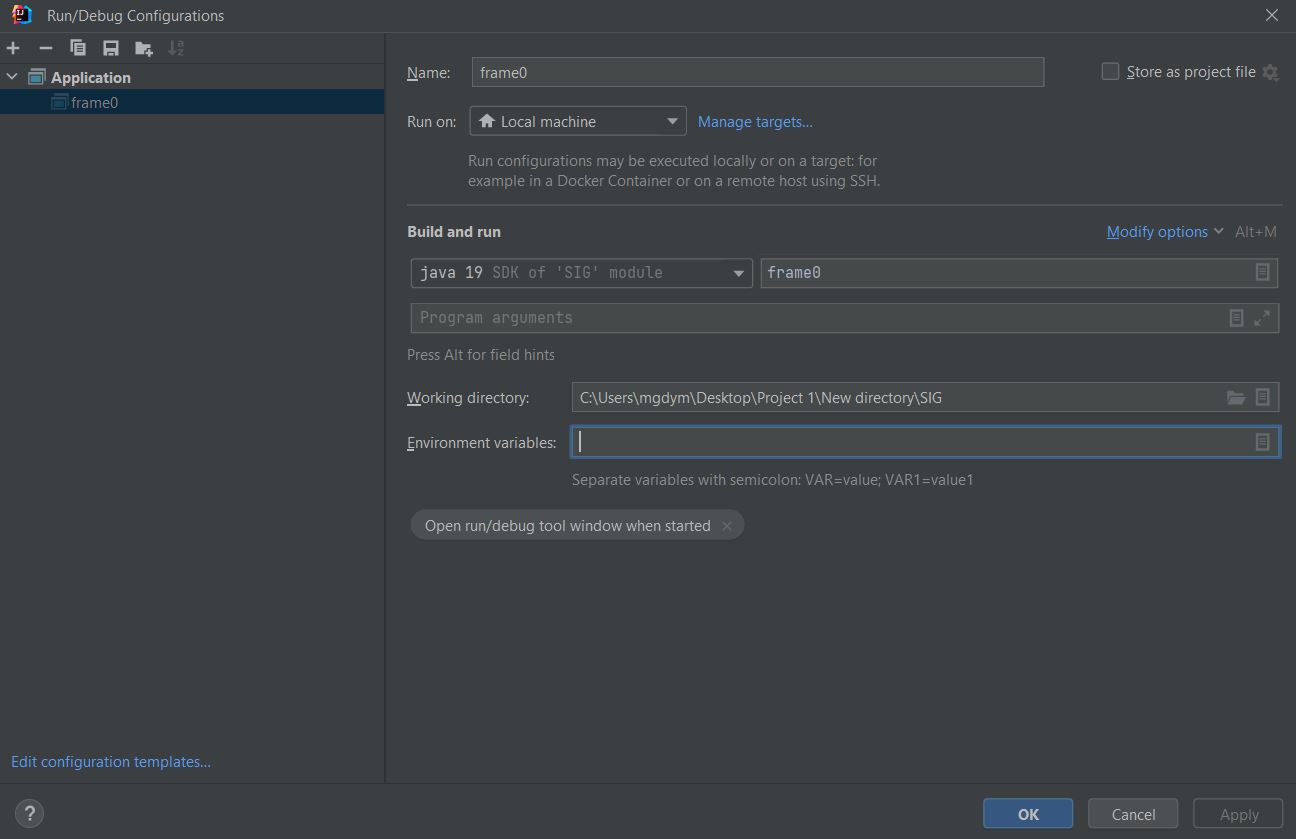 Run/Debug Configurations
Application
frame0
Edit configuration templates...
Name: frame0 Store as project file
Run on: Local machine Manage targets...
Run configurations may be executed locally or on a target: for
example in a Docker Container or on a remote host using SSH.
Build and run Modify options Alt+M
java 19 SDK of 'SIG' module frame0
Program arguments
Press Alt for field hints
Working directory: C:\Users\mgdym\Desktop\Project 1\New directory\SIG
Environment variables:
Separate variables with semicolon: VAR=value; VAR1=value1
Open run/debug tool window when started
? OK Cancel Apply